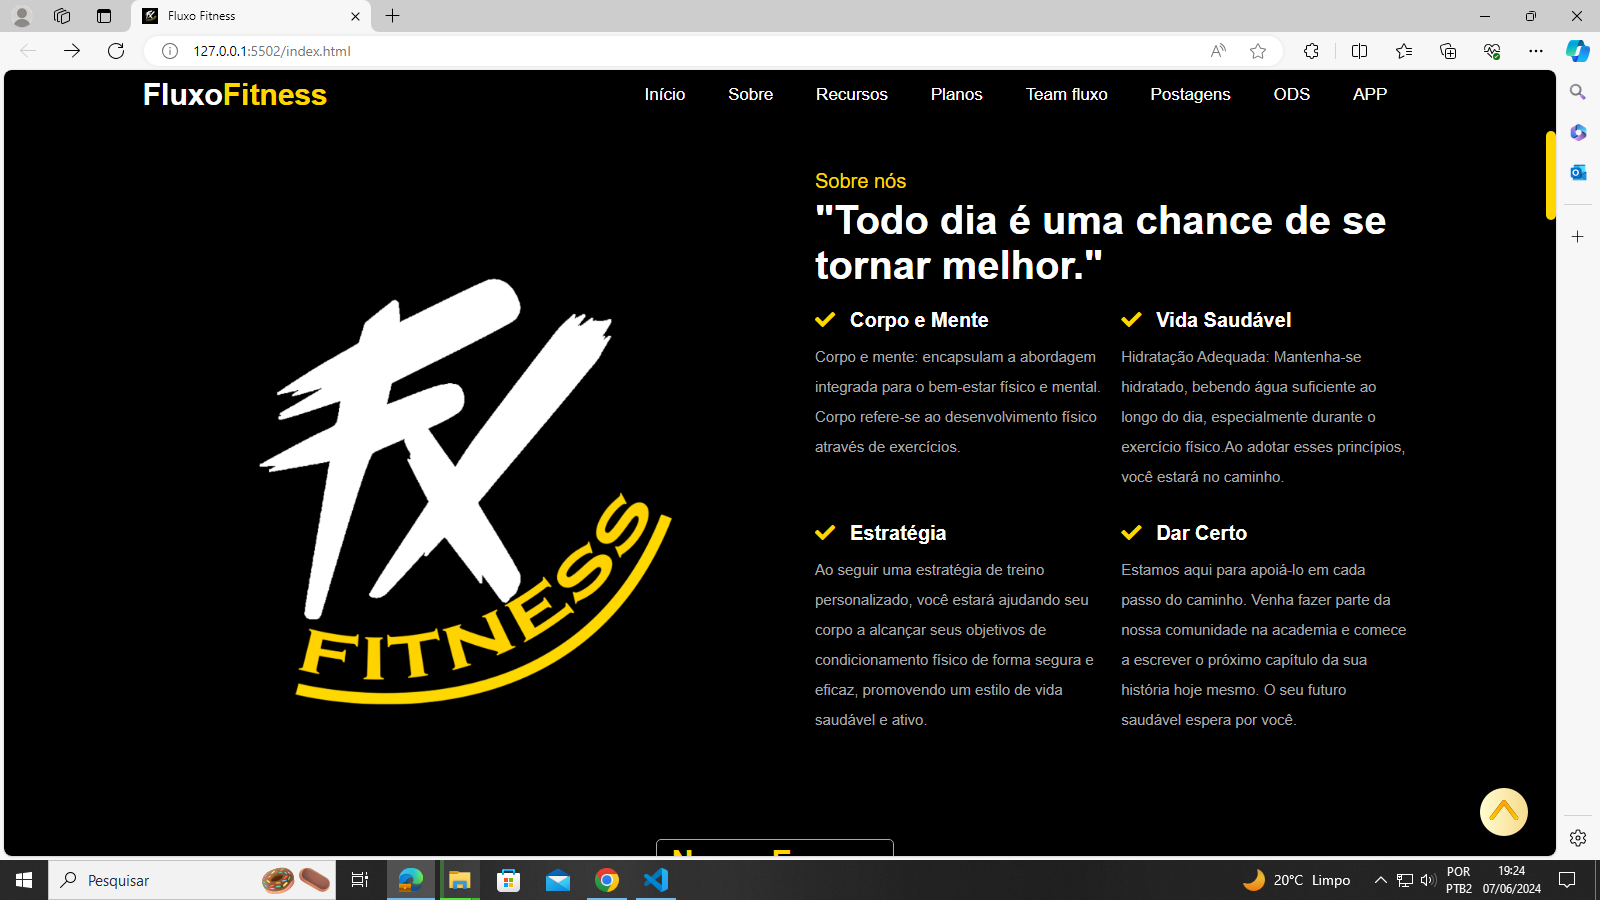 Fluxo Fitness
127.0.0.1:5502/index.html
FluxoFitness
Início Sobre Recursos Planos Team fluxo Postagens ODS APP
Sobre nós
"Todo dia é uma chance de se
tornar melhor."
Corpo e Mente
Corpo e mente: encapsulam a abordagem
integrada para o bem-estar físico e mental.
Corpo refere-se ao desenvolvimento físico
através de exercícios.
Vida Saudável
Hidratação Adequada: Mantenha-se
hidratado, bebendo água suficiente ao
longo do dia, especialmente durante o
exercício físico.Ao adotar esses princípios,
você estará no caminho.
Estratégia
Ao seguir uma estratégia de treino
personalizado, você estará ajudando seu
corpo a alcançar seus objetivos de
condicionamento físico de forma segura e
eficaz, promovendo um estilo de vida
saudável e ativo.
Dar Certo
Estamos aqui para apoiá-lo em cada
passo do caminho. Venha fazer parte da
nossa comunidade na academia e comece
a escrever o próximo capítulo da sua
história hoje mesmo. O seu futuro
saudável espera por você.
FX
FITNESS
Pesquisar
20°C Limpo
POR
PTB2
19:24
07/06/2024